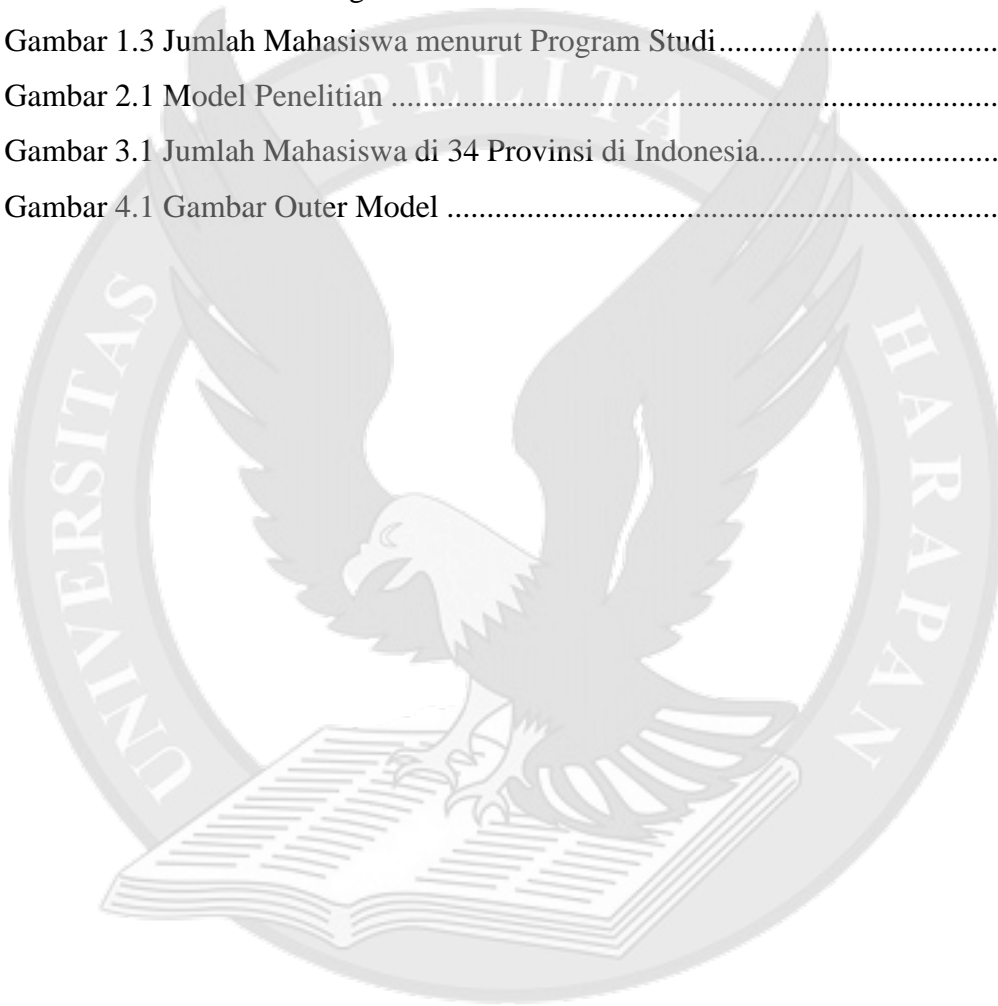 Gambar 1.3 Jumlah Mahasiswa menurut Program Studi...................................
Gambar 2.1 Model Penelitian ............................................................................
Gambar 3.1 Jumlah Mahasiswa di 34 Provinsi di Indonesia..............................
Gambar 4.1 Gambar Outer Model .....................................................................
UNIVERSITAS PELITA HARAPAN